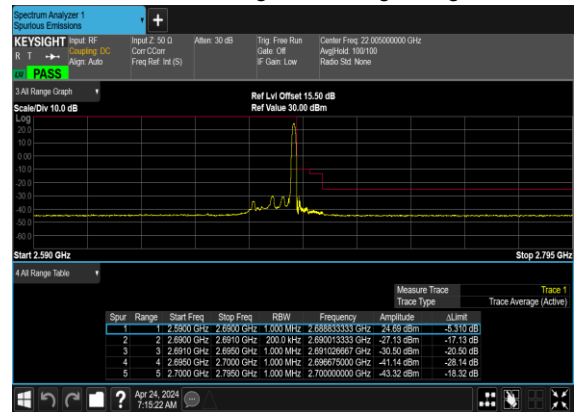 Spectrum Analyzer 1
Spurious Emissions
KEYSIGHT Input: RF Input Z: 50 Ω Atten: 30 dB Trig: Free Run Center Freq: 22.005000000 GHz
R T Coupling: DC Corr CCorr Gate: Off Avg|Hold: 100/100
Align: Auto Freq Ref: Int (S) IF Gain: Low Radio Std: None
PASS
3 All Range Graph
Ref Lvl Offset 15.50 dB
Scale/Div 10.0 dB Ref Value 30.00 dBm
Log
20.0
10.0
0.00
-10.0
-20.0
-30.0
-40.0
-50.0
-60.0
Start 2.590 GHz Stop 2.795 GHz
4 All Range Table
Measure Trace Trace 1
Trace Type Trace Average (Active)
Spur Range Start Freq Stop Freq RBW Frequency Amplitude ΔLimit
1 1 2.5900 GHz 2.6900 GHz 1.000 MHz 2.688833333 GHz 24.69 dBm -5.310 dB
2 2 2.6900 GHz 2.6910 GHz 200.0 kHz 2.690013333 GHz -27.13 dBm -17.13 dB
3 3 2.6910 GHz 2.6950 GHz 1.000 MHz 2.691026667 GHz -30.50 dBm -20.50 dB
4 4 2.6950 GHz 2.7000 GHz 1.000 MHz 2.696675000 GHz -41.14 dBm -28.14 dB
5 5 2.7000 GHz 2.7950 GHz 1.000 MHz 2.700000000 GHz -43.32 dBm -18.32 dB
? Apr 24, 2024
7:15:22 AM